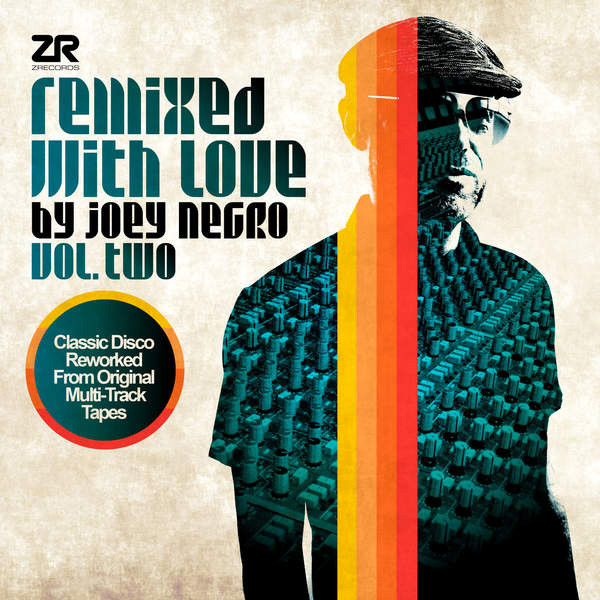 ZR
ZRECORDS
remixed
with love
by joey negro
vol. two
Classic Disco
Reworked
From Original
Multi-Track
Tapes